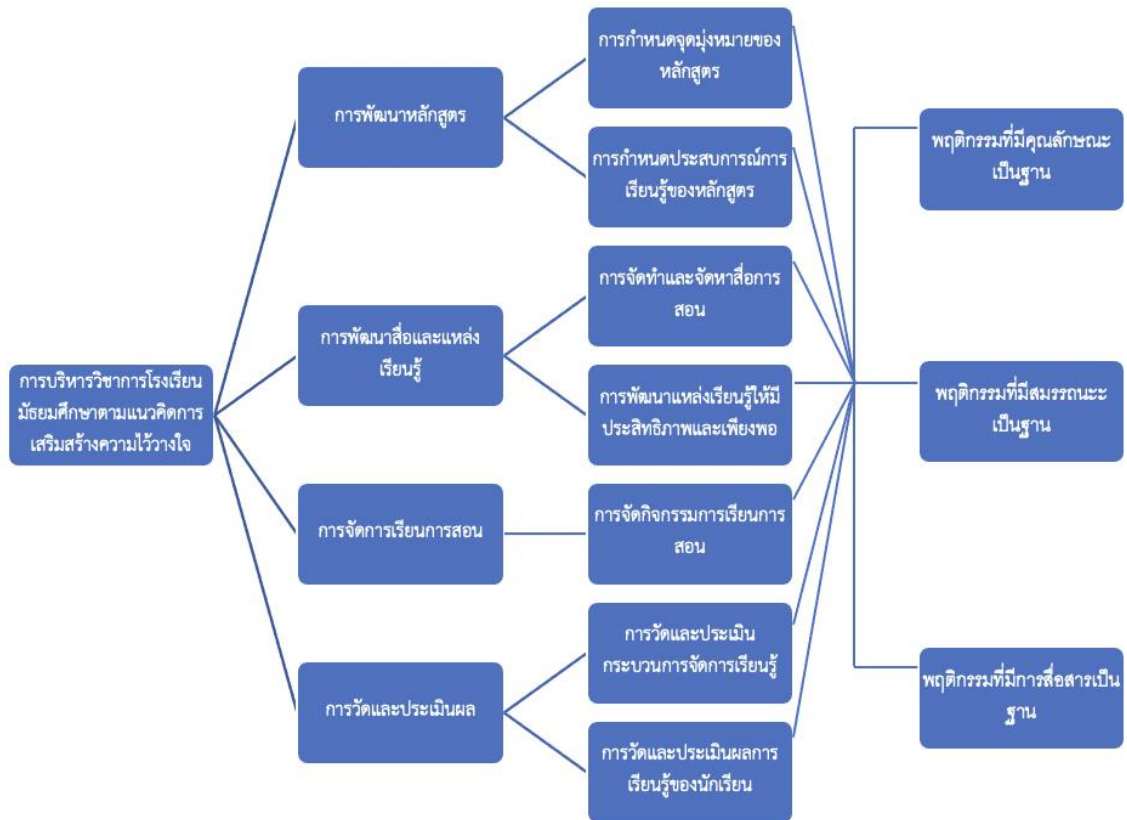 การบริหารวิชาการโรงเรียน
มัธยมศึกษาตามแนวคิดการ
เสริมสร้างความไว้วางใจ
การพัฒนาหลักสูตร
การพัฒนาสื่อและแหล่ง
เรียนรู้
การจัดการเรียนการสอน
การวัดและประเมินผล
การกำหนดจุดมุ่งหมายของ
หลักสูตร
การกำหนดประสบการณ์การ
เรียนรู้ของหลักสูตร
การจัดทำและจัดหาสื่อการ
สอน
การพัฒนาแหล่งเรียนรู้ให้มี
ประสิทธิภาพและเพียงพอ
การจัดกิจกรรมการเรียนการ
สอน
การวัดและประเมิน
กระบวนการจัดการเรียนรู้
การวัดและประเมินผลการ
เรียนรู้ของนักเรียน
พฤติกรรมที่มีคุณลักษณะ
เป็นฐาน
พฤติกรรมที่มีสมรรถนะะ
เป็นฐาน
พฤติกรรมที่มีการสื่อสารเป็น
ฐาน